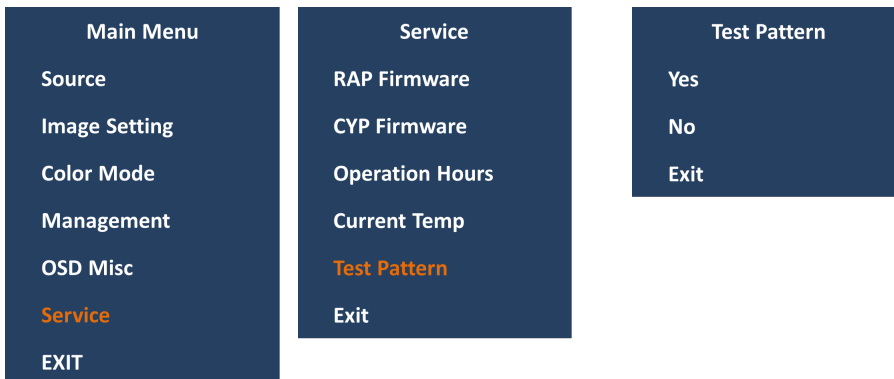 Main Menu
Source
Image Setting
Color Mode
Management
OSD Misc
Service
EXIT
Service
RAP Firmware
CYP Firmware
Operation Hours
Current Temp
Test Pattern
Exit
Test Pattern
Yes
No
Exit